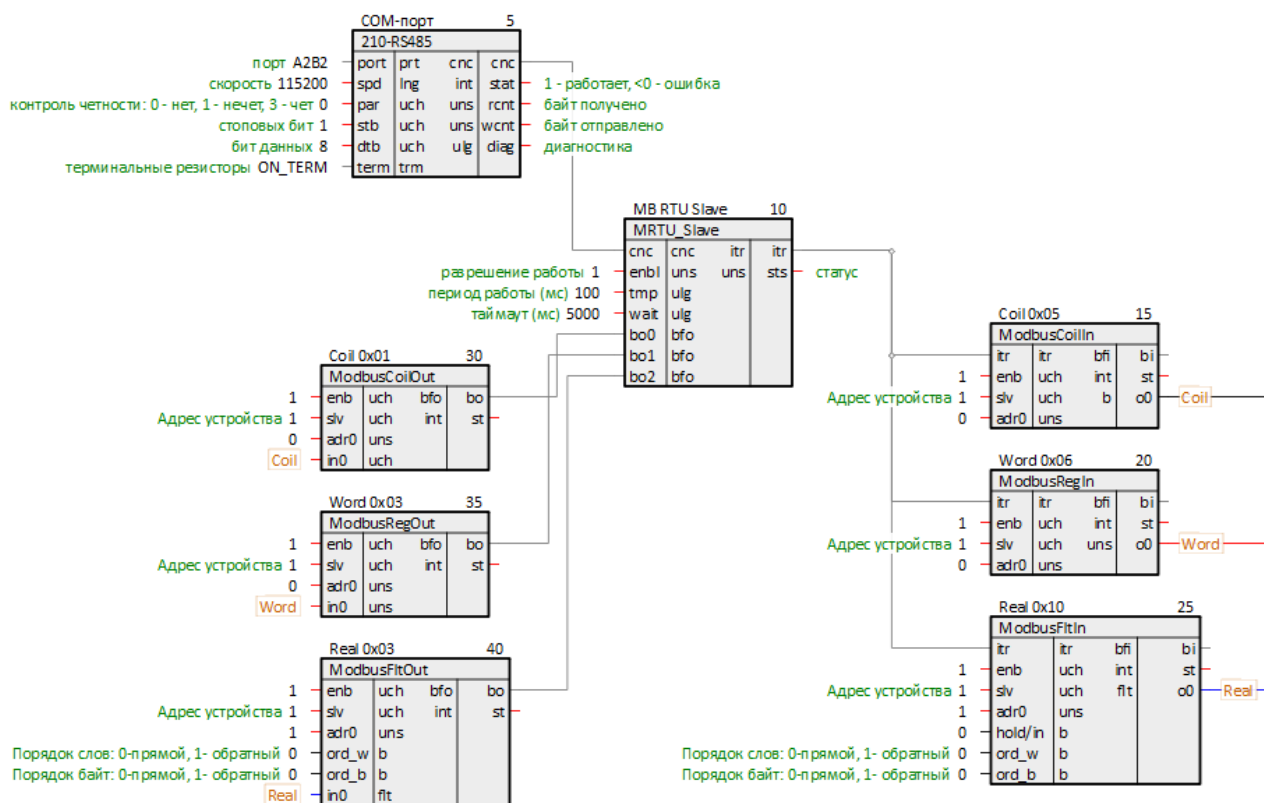 COM-порт 5
210-RS485
порт A2B2 port prt cnc cnc
скорость 115200 spd lng int stat 1 - работает, <0 - ошибка
контроль четности: 0 - нет, 1 - нечет, 3 - чет 0 par uch uns rcnt байт получено
стоповых бит 1 stb uch uns wcnt байт отправлено
бит данных 8 dtb uch ulg diag диагностика
терминальные резисторы ON_TERM term trm
MB RTU Slave 10
MRTU_Slave
cnc cnc itr itr
разрешение работы 1 enbl uns uns sts статус
период работы (мс) 100 tmp ulg
таймаут (мс) 5000 wait ulg
bo0 bfo
bo1 bfo
bo2 bfo
Coil 0x01 30
ModbusCoilOut
1 enb uch bfo bo
Адрес устройства 1 slv uch int st
0 adr0 uns
Coil in0 uch
Word 0x03 35
ModbusRegOut
1 enb uch bfo bo
Адрес устройства 1 slv uch int st
0 adr0 uns
Word in0 uns
Real 0x03 40
ModbusFltOut
1 enb uch bfo bo
Адрес устройства 1 slv uch int st
1 adr0 uns
Порядок слов: 0-прямой, 1- обратный 0 ord_w b
Порядок байт: 0-прямой, 1- обратный 0 ord_b b
Real in0 flt
Coil 0x05 15
ModbusCoilIn
itr itr bfi bi
1 enb uch int st
Адрес устройства 1 slv uch b o0 Coil
0 adr0 uns
Word 0x06 20
ModbusRegIn
itr itr bfi bi
1 enb uch int st
Адрес устройства 1 slv uch uns o0 Word
0 adr0 uns
Real 0x10 25
ModbusFltIn
itr itr bfi bi
1 enb uch int st
Адрес устройства 1 slv uch flt o0 Real
1 adr0 uns
0 hold/in b
Порядок слов: 0-прямой, 1- обратный 0 ord_w b
Порядок байт: 0-прямой, 1- обратный 0 ord_b b